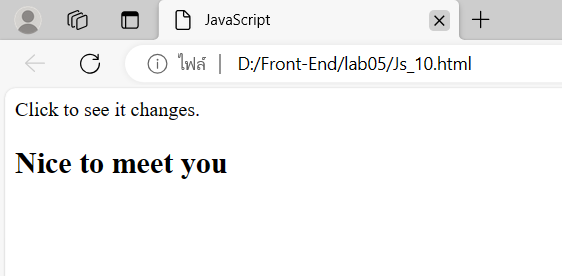 JavaScript
ไฟล์ | D:/Front-End/lab05/Js_10.html
Click to see it changes.
Nice to meet you